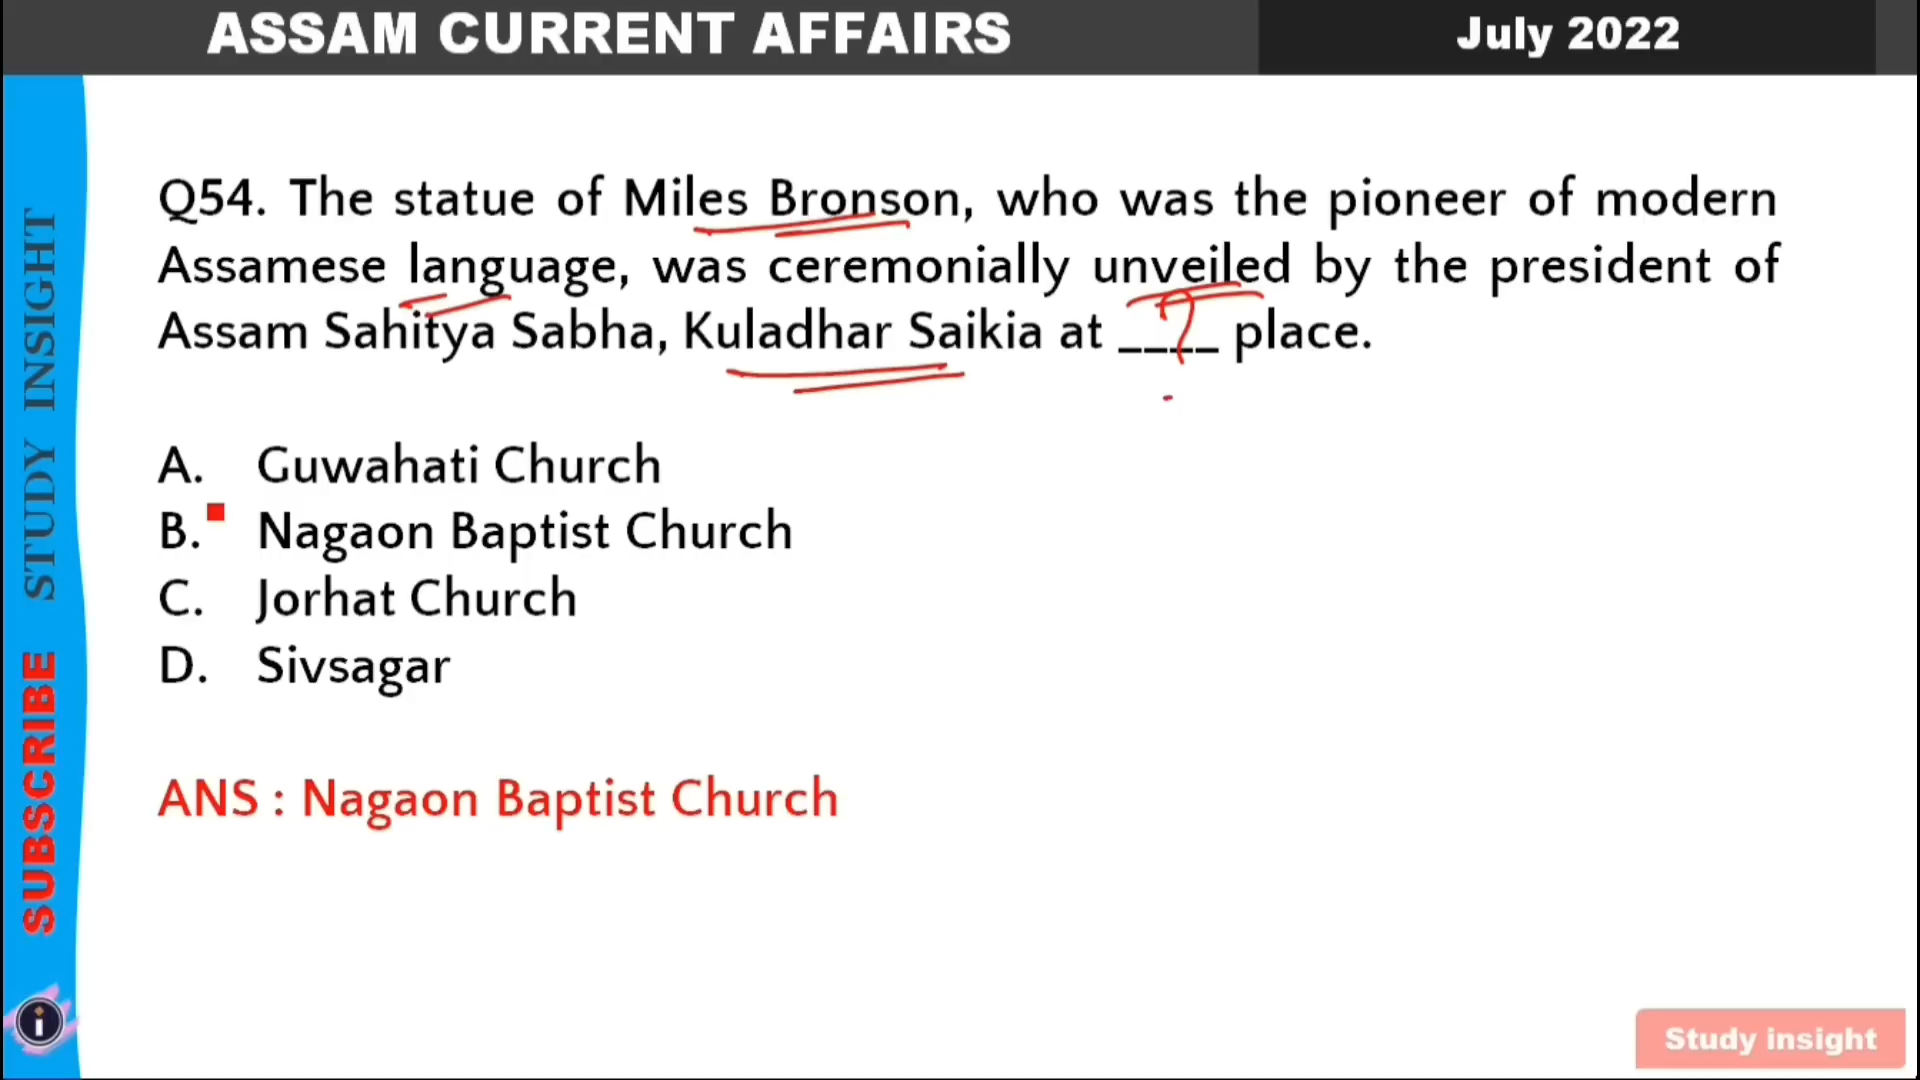 ASSAM CURRENT AFFAIRS
July 2022
Q54. The statue of Miles Bronson, who was the pioneer of modern
Assamese language, was ceremonially unveiled by the president of
Assam Sahitya Sabha, Kuladhar Saikia at ____ place.
?
A. Guwahati Church
B. Nagaon Baptist Church
C. Jorhat Church
D. Sivsagar
ANS : Nagaon Baptist Church
SUBSCRIBE STUDY INSIGHT
i
Study insight